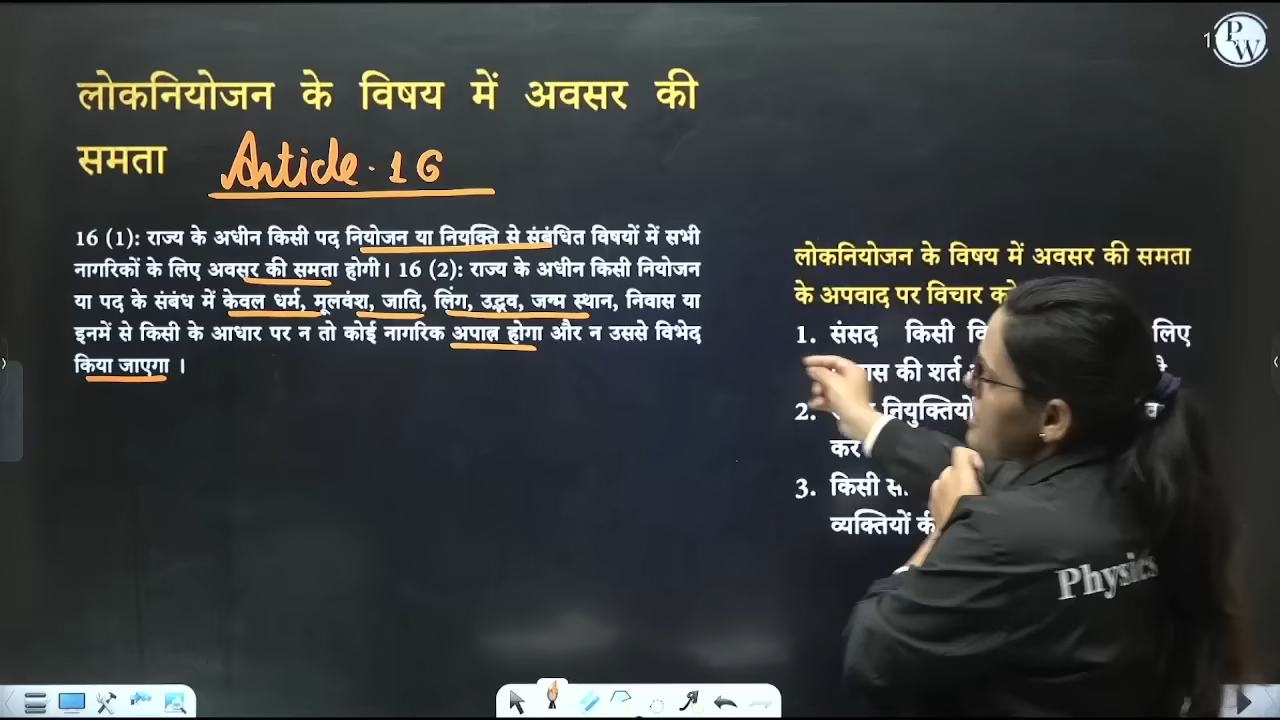 लोकनियोजन के विषय में अवसर की
समता Article. 16
16 (1): राज्य के अधीन किसी पद नियोजन या नियुक्ति से संबंधित विषयों में सभी
नागरिकों के लिए अवसर की समता होगी। 16 (2): राज्य के अधीन किसी नियोजन
या पद के संबंध में केवल धर्म, मूलवंश, जाति, लिंग, उद्भव, जन्म स्थान, निवास या
इनमें से किसी के आधार पर न तो कोई नागरिक अपात्र होगा और न उससे विभेद
किया जाएगा ।
लोकनियोजन के विषय में अवसर की समता
के अपवाद पर विचार
1. संसद किसी लिए
की शर्त
2. नियुक्तियों
कर
3. किसी
व्यक्तियों
Physics
PW